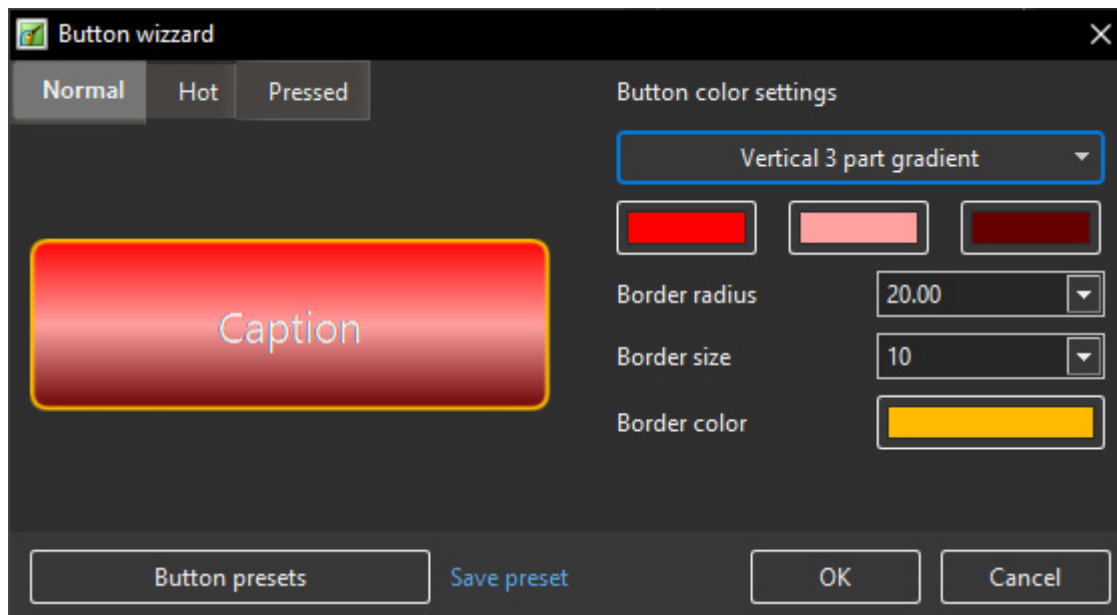 Button wizzard
Normal Hot Pressed
Button color settings
Vertical 3 part gradient
Caption
Border radius 20.00
Border size 10
Border color
Button presets Save preset OK Cancel